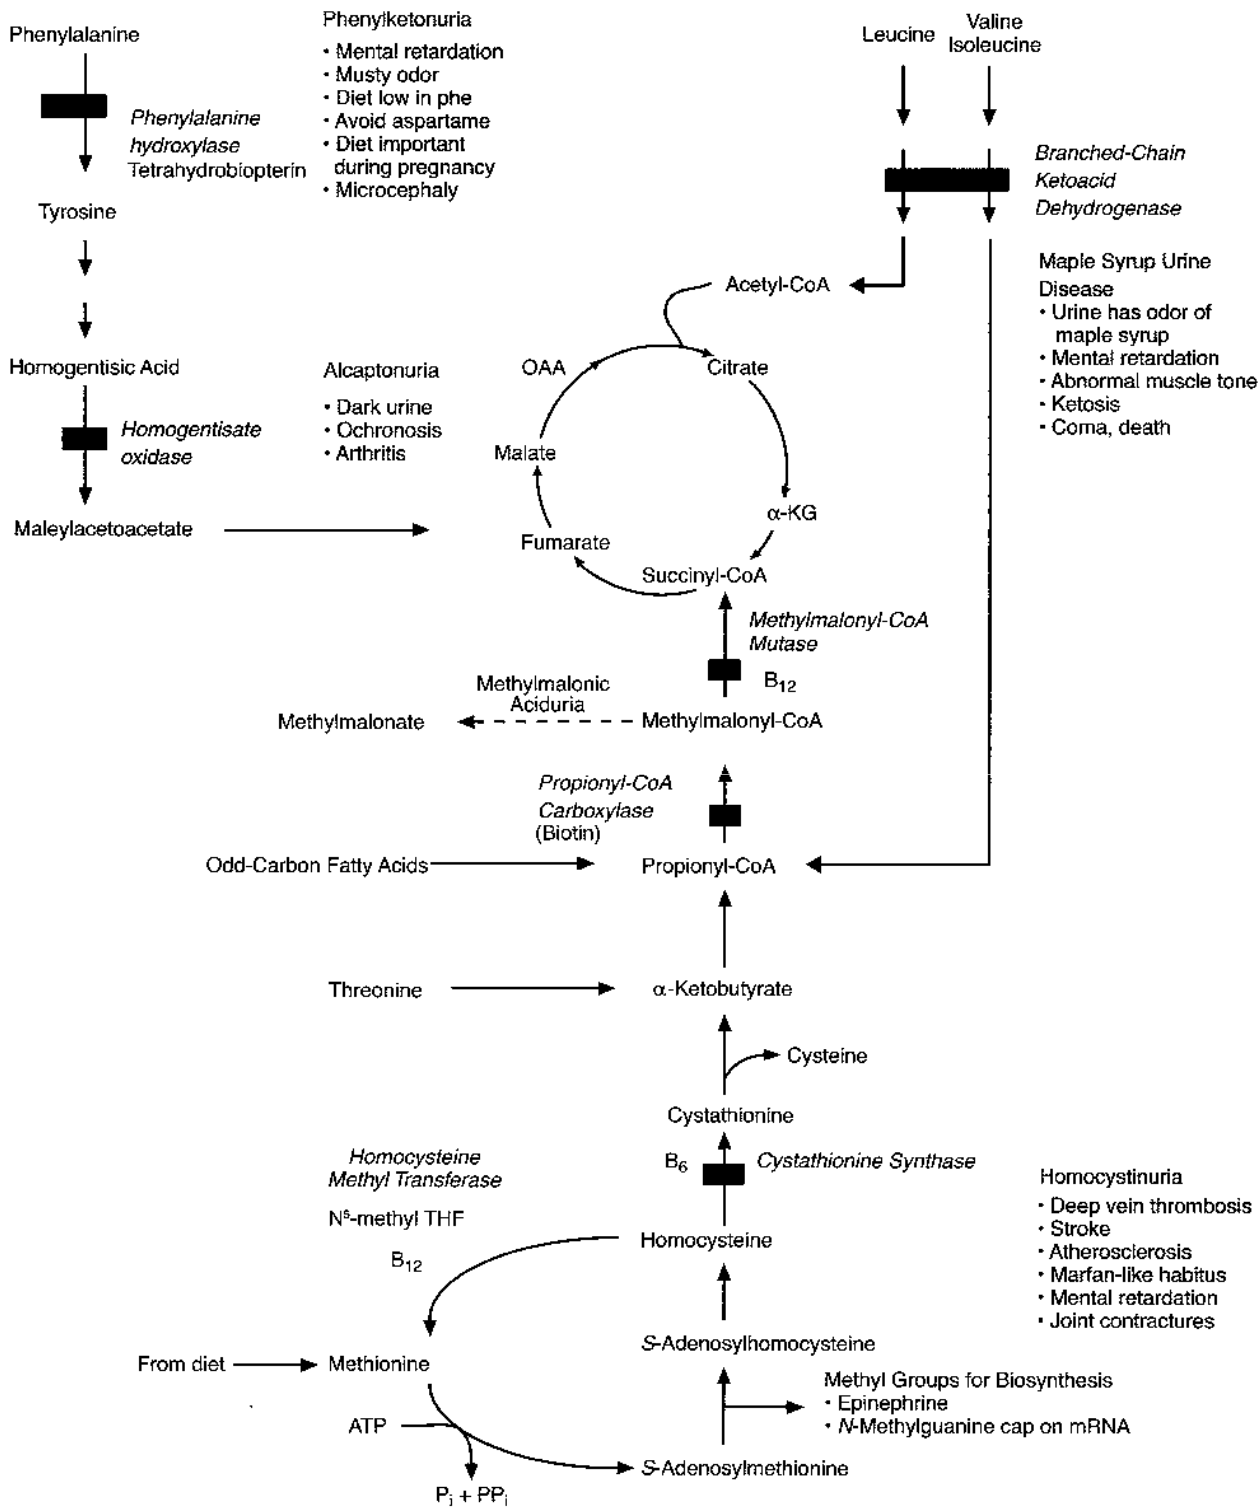 Phenylalanine
Phenylalanine
hydroxylase
Tetrahydrobiopterin
Tyrosine
Homogentisic Acid
Homogentisate
oxidase
Maleylacetoacetate
Phenylketonuria
• Mental retardation
• Musty odor
• Diet low in phe
• Avoid aspartame
• Diet important
during pregnancy
• Microcephaly
Alcaptonuria
• Dark urine
• Ochronosis
• Arthritis
Leucine
Valine
Isoleucine
Branched-Chain
Ketoacid
Dehydrogenase
Maple Syrup Urine
Disease
• Urine has odor of
maple syrup
• Mental retardation
• Abnormal muscle tone
• Ketosis
• Coma, death
Acetyl-CoA
OAA
Citrate
Malate
α-KG
Fumarate
Succinyl-CoA
Methylmalonyl-CoA
Mutase
B12
Methylmalonic
Aciduria
Methylmalonate
Methylmalonyl-CoA
Propionyl-CoA
Carboxylase
(Biotin)
Odd-Carbon Fatty Acids
Propionyl-CoA
Threonine
α-Ketobutyrate
Cysteine
Cystathionine
B6
Cystathionine Synthase
Homocysteine
Methyl Transferase
N5-methyl THF
B12
Homocysteine
Homocystinuria
• Deep vein thrombosis
• Stroke
• Atherosclerosis
• Marfan-like habitus
• Mental retardation
• Joint contractures
S-Adenosylhomocysteine
From diet
Methionine
Methyl Groups for Biosynthesis
• Epinephrine
• N-Methylguanine cap on mRNA
ATP
S-Adenosylmethionine
Pi + PPi